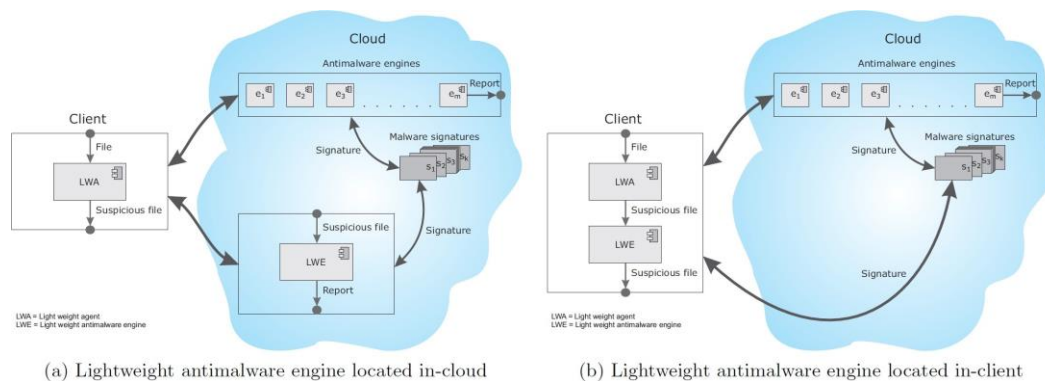 Cloud
Antimalware engines
Report
e1 e2 e3 . . . . . . . em
Client
File
LWA
Suspicious file
Signature
Malware signatures
s1 s2 s3 sk
Suspicious file
LWE
Report
Signature
LWA = Light weight agent
LWE = Light weight antimalware engine
(a) Lightweight antimalware engine located in-cloud
Cloud
Antimalware engines
Report
e1 e2 e3 . . . . . . . em
Client
File
LWA
Suspicious file
LWE
Suspicious file
Signature
Malware signatures
s1 s2 s3 sk
Signature
LWA = Light weight agent
LWE = Light weight antimalware engine
(b) Lightweight antimalware engine located in-client